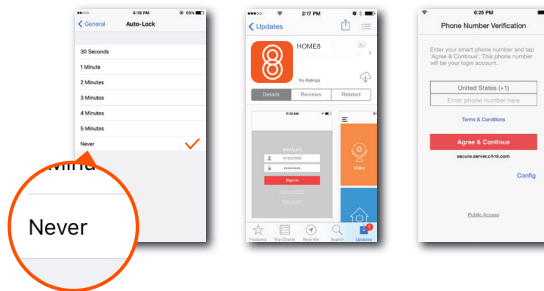 4:18 PM
69%
General
Auto-Lock
30 Seconds
1 Minute
2 Minutes
3 Minutes
4 Minutes
5 Minutes
Never
Never
2:17 PM
Updates
HOME8
No Ratings
Details
Reviews
Related
Sign In
Video
Featured
Top Charts
Near Me
Search
Updates
6:25 PM
Phone Number Verification
Enter your smart phone number and tap
'Agree & Continue'. This phone number
will be your login account.
United States (+1)
Enter phone number here
Terms & Conditions
Agree & Continue
secure.server.c1ml.com
Config
Public Access